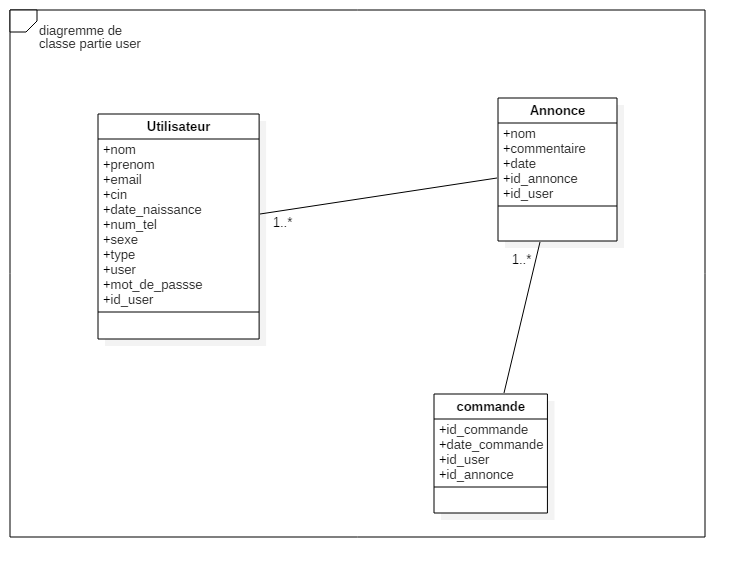 diagremme de
classe partie user
Utilisateur
+nom
+prenom
+email
+cin
+date_naissance
+num_tel
+sexe
+type
+user
+mot_de_passse
+id_user
1..*
Annonce
+nom
+commentaire
+date
+id_annonce
+id_user
1..*
commande
+id_commande
+date_commande
+id_user
+id_annonce